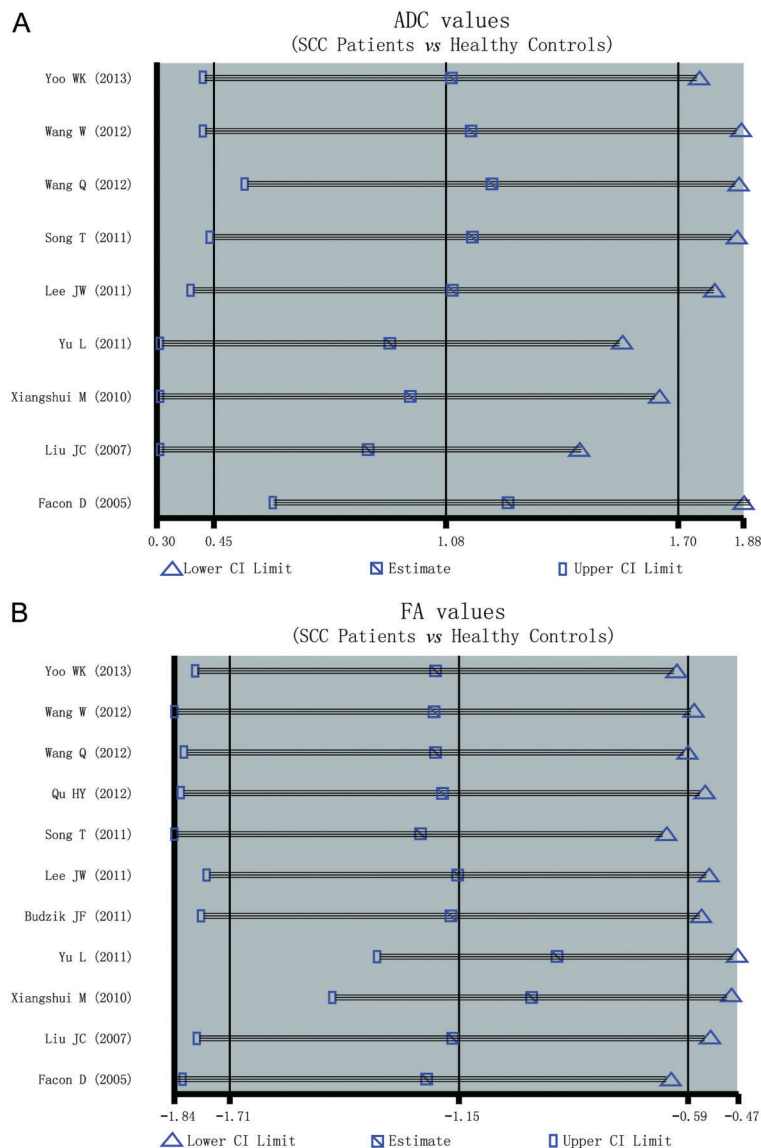 A
ADC values
(SCC Patients vs Healthy Controls)
Yoo WK (2013)
Wang W (2012)
Wang Q (2012)
Song T (2011)
Lee JW (2011)
Yu L (2011)
Xiangshui M (2010)
Liu JC (2007)
Facon D (2005)
0.30 0.45 1.08 1.70 1.88
Lower CI Limit Estimate Upper CI Limit
B
FA values
(SCC Patients vs Healthy Controls)
Yoo WK (2013)
Wang W (2012)
Wang Q (2012)
Qu HY (2012)
Song T (2011)
Lee JW (2011)
Budzik JF (2011)
Yu L (2011)
Xiangshui M (2010)
Liu JC (2007)
Facon D (2005)
-1.84 -1.71 -1.15 -0.59 -0.47
Lower CI Limit Estimate Upper CI Limit